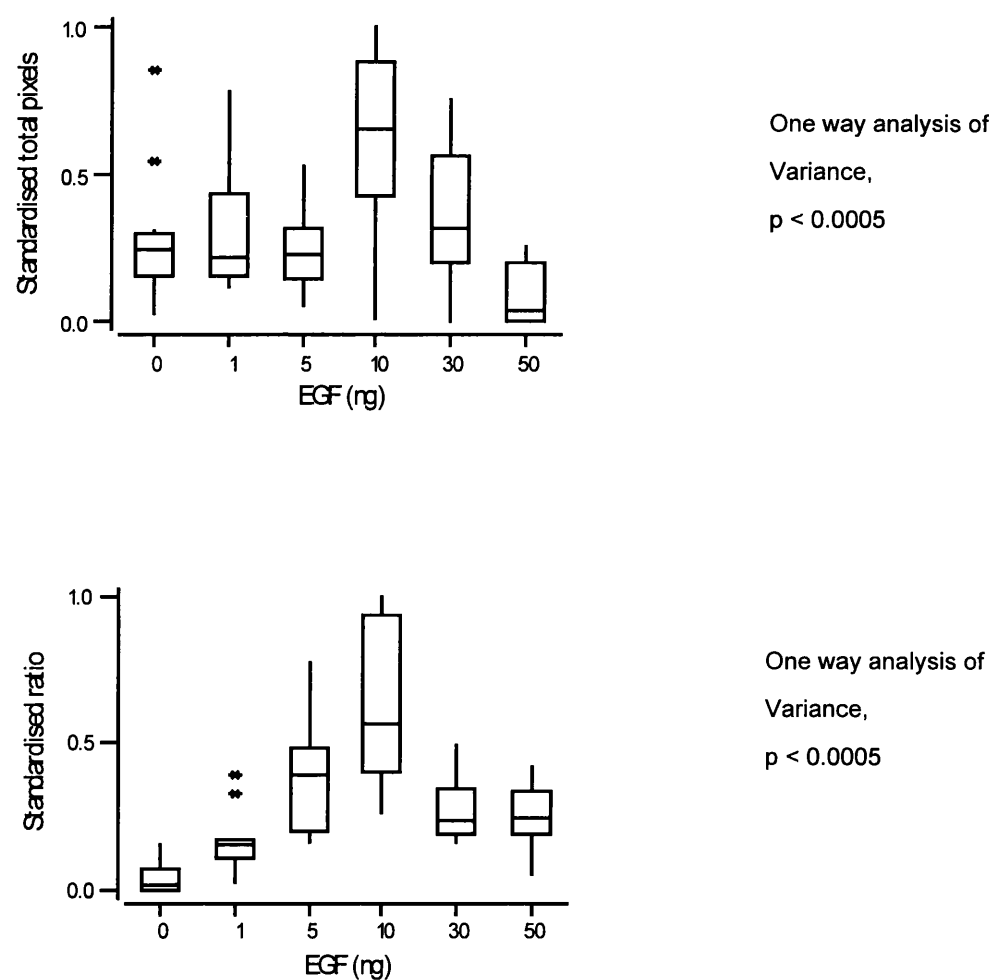 Standardised total pixels
1.0
0.5
0.0
0 1 5 10 30 50
EGF (ng)
One way analysis of
Variance,
p < 0.0005
Standardised ratio
1.0
0.5
0.0
0 1 5 10 30 50
EGF (ng)
One way analysis of
Variance,
p < 0.0005